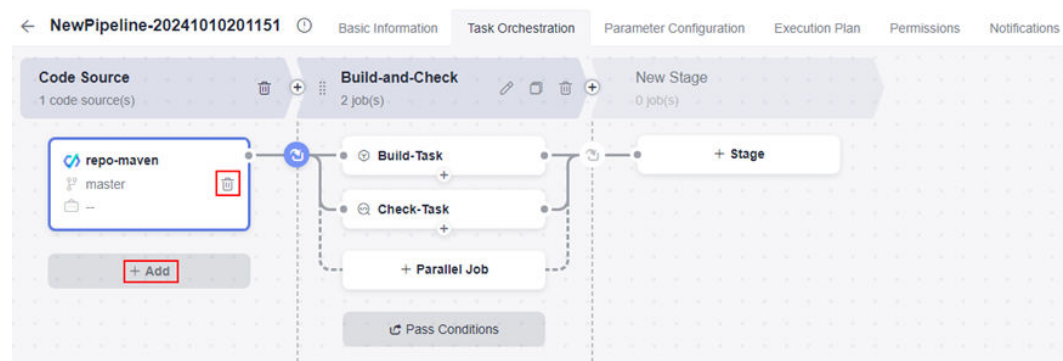 NewPipeline-20241010201151
Basic Information
Task Orchestration
Parameter Configuration
Execution Plan
Permissions
Notifications
Code Source
1 code source(s)
Build-and-Check
2 job(s)
New Stage
0 job(s)
repo-maven
master
--
+ Add
Build-Task
Check-Task
+ Parallel Job
Pass Conditions
+ Stage